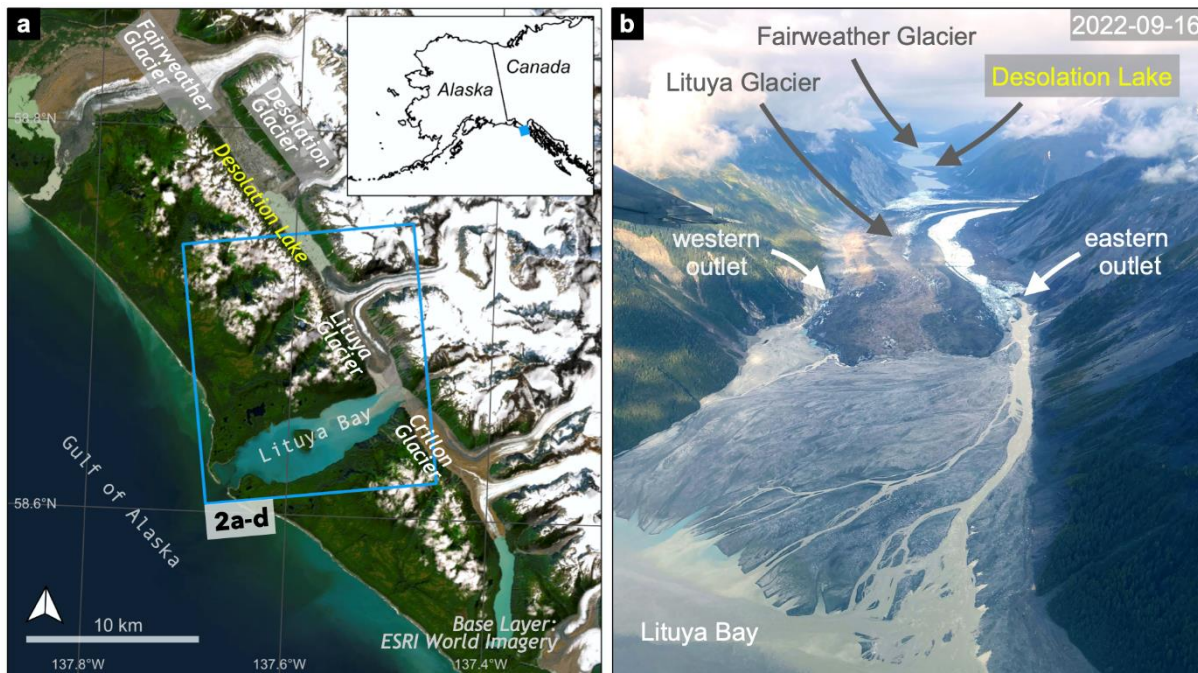 a
Fairweather
Glacier
Desolation
Glacier
Desolation Lake
Canada
Alaska
58.8°N
Lituya
Glacier
Lituya Bay
Crillon
Glacier
Gulf of Alaska
58.6°N
2a-d
10 km
Base Layer:
ESRI World Imagery
137.8°W
137.6°W
137.4°W
b
2022-09-16
Fairweather Glacier
Lituya Glacier
Desolation Lake
western
outlet
eastern
outlet
Lituya Bay